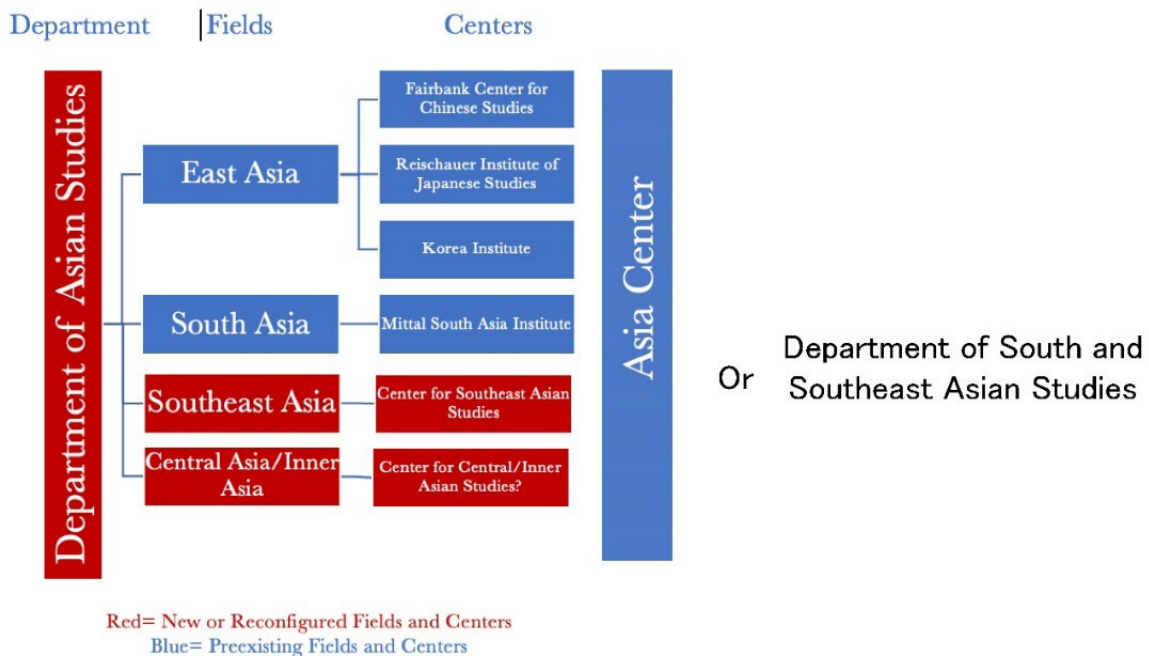 Department
Fields
Centers
Department of Asian Studies
East Asia
Fairbank Center for
Chinese Studies
Reischauer Institute of
Japanese Studies
Korea Institute
South Asia
Mittal South Asia Institute
Southeast Asia
Center for Southeast Asian
Studies
Central Asia/Inner
Asia
Center for Central/Inner
Asian Studies?
Asia Center
Or
Department of South and
Southeast Asian Studies
Red= New or Reconfigured Fields and Centers
Blue= Preexisting Fields and Centers